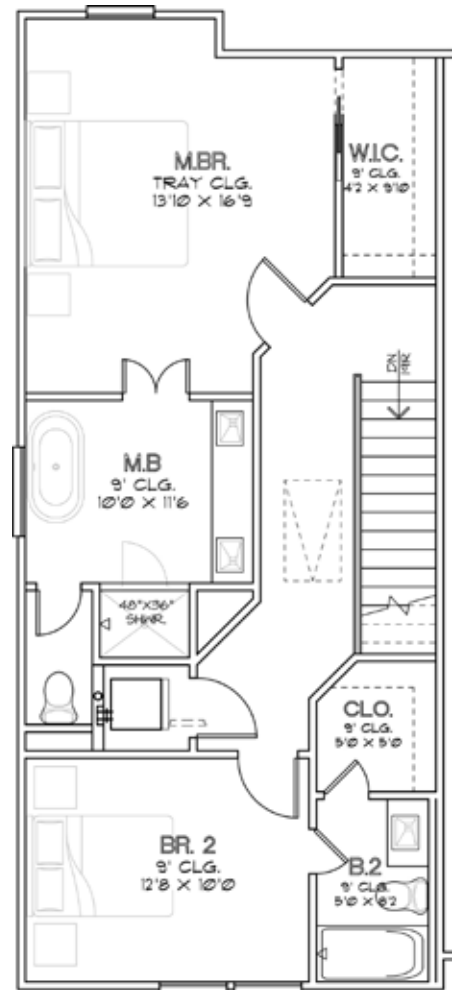 M.BR.
TRAY CLG.
13'10 X 16'9
W.I.C.
9' CLG.
4'2 X 9'10
DN
19R
M.B
9' CLG.
10'0 X 11'6
48"X36"
SHWR.
CLO.
9' CLG.
5'0 X 5'0
BR. 2
9' CLG.
12'8 X 10'0
B.2
9' CLG.
5'0 X 8'2